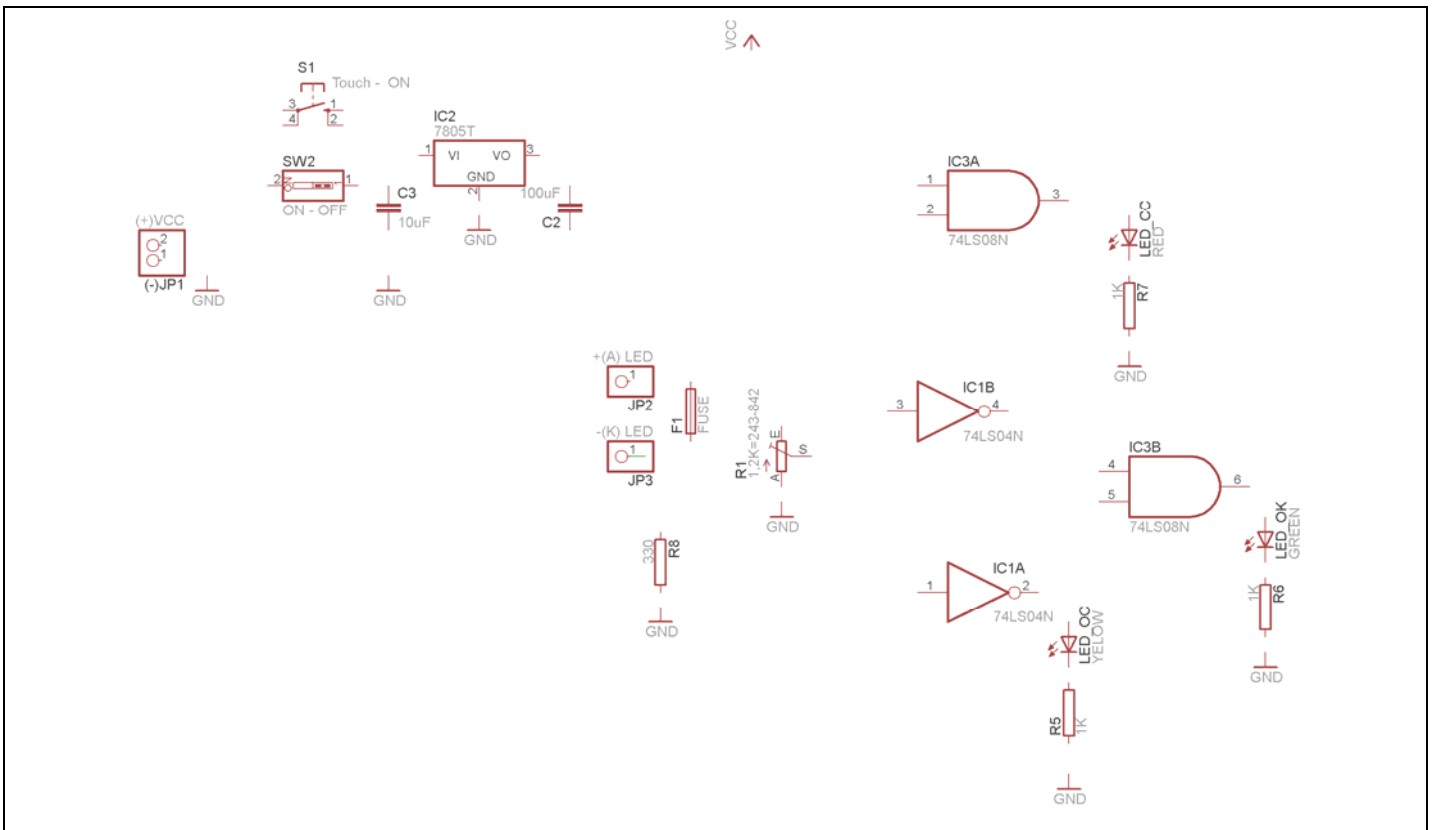 VCC
S1
Touch - ON
3 1
4 2
IC2
7805T
1 VI VO 3
GND
2
SW2
2 1
ON - OFF
C3
10uF
100uF
C2
GND
(+)VCC
2
1
(-)JP1
GND
GND
IC3A
1
2
3
74LS08N
LED_CC
RED
1K
R7
GND
+(A) LED
1
JP2
-(K) LED
1
JP3
F1
FUSE
R1
1,2K=243-842
E
S
A
GND
330
R8
GND
IC1B
3 4
74LS04N
IC3B
4
5
6
74LS08N
LED_OK
GREEN
1K
R6
GND
IC1A
1 2
74LS04N
LED_OC
YELOW
R5
1K
GND